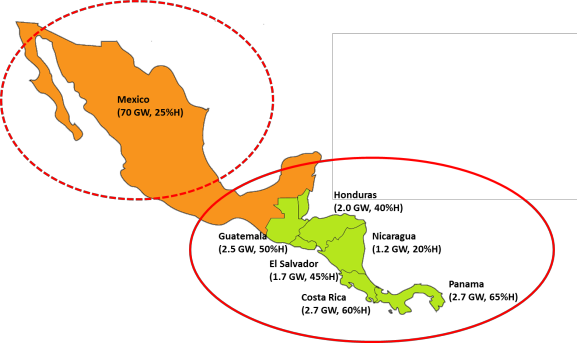 Mexico
(70 GW, 25%H)
Honduras
(2.0 GW, 40%H)
Guatemala
(2.5 GW, 50%H)
Nicaragua
(1.2 GW, 20%H)
El Salvador
(1.7 GW, 45%H)
Costa Rica
(2.7 GW, 60%H)
Panama
(2.7 GW, 65%H)